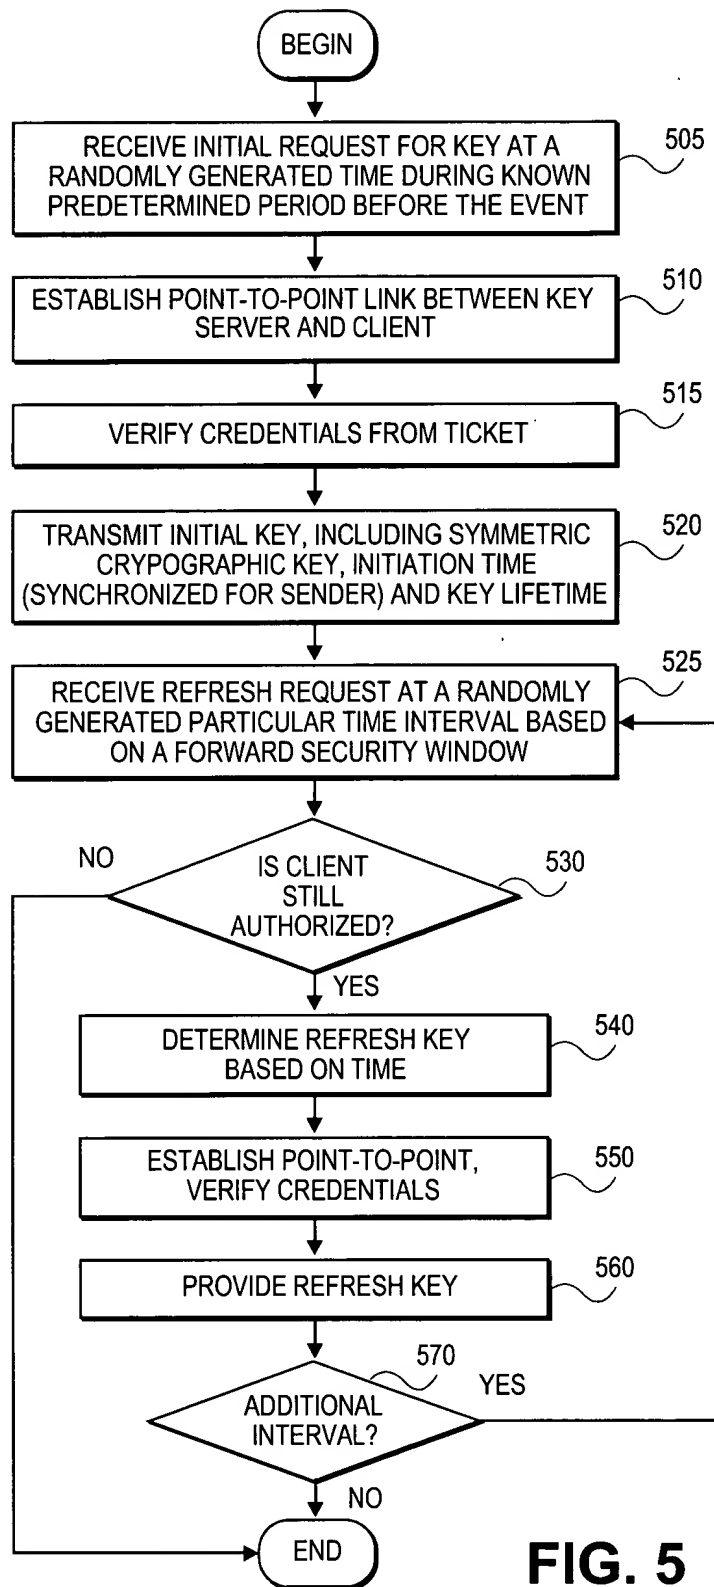 BEGIN
RECEIVE INITIAL REQUEST FOR KEY AT A
RANDOMLY GENERATED TIME DURING KNOWN
PREDETERMINED PERIOD BEFORE THE EVENT
505
ESTABLISH POINT-TO-POINT LINK BETWEEN KEY
SERVER AND CLIENT
510
VERIFY CREDENTIALS FROM TICKET
515
TRANSMIT INITIAL KEY, INCLUDING SYMMETRIC
CRYPOGRAPHIC KEY, INITIATION TIME
(SYNCHRONIZED FOR SENDER) AND KEY LIFETIME
520
RECEIVE REFRESH REQUEST AT A RANDOMLY
GENERATED PARTICULAR TIME INTERVAL BASED
ON A FORWARD SECURITY WINDOW
525
NO
IS CLIENT
STILL
AUTHORIZED?
530
YES
DETERMINE REFRESH KEY
BASED ON TIME
540
ESTABLISH POINT-TO-POINT,
VERIFY CREDENTIALS
550
PROVIDE REFRESH KEY
560
570
ADDITIONAL
INTERVAL?
YES
NO
END
FIG. 5